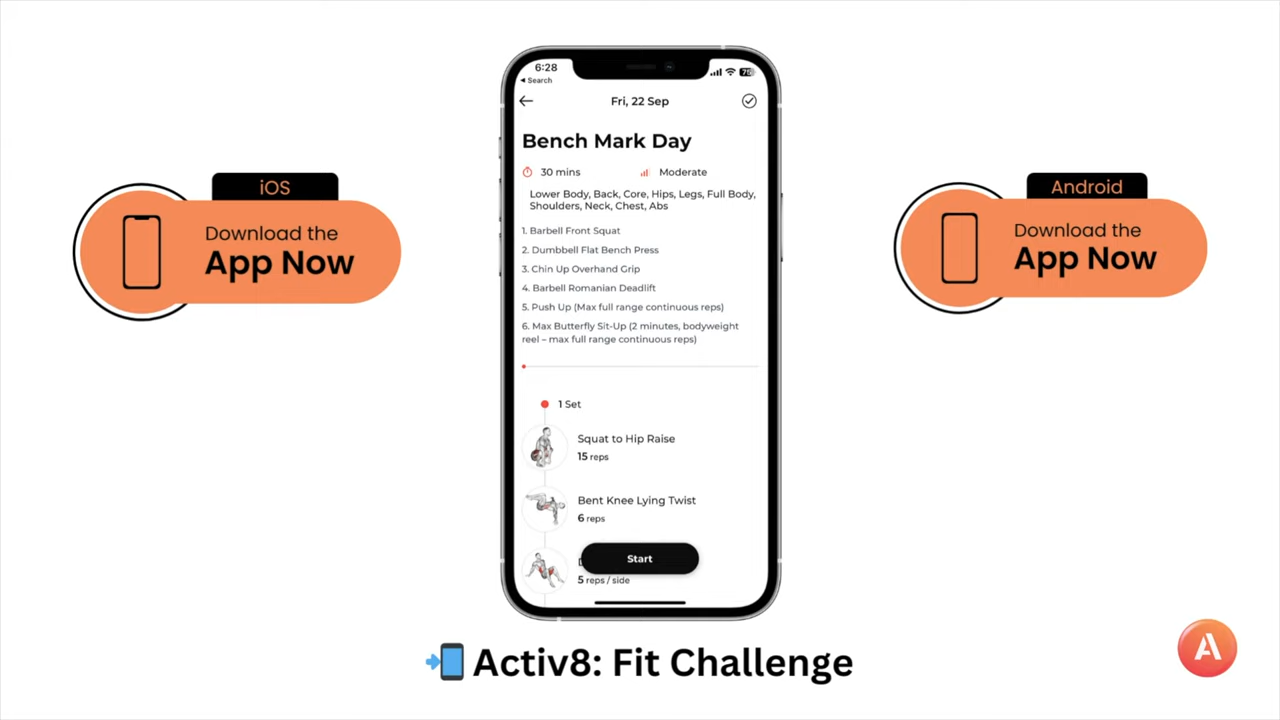 6:28
Search
Fri, 22 Sep
Bench Mark Day
30 mins
Moderate
Lower Body, Back, Core, Hips, Legs, Full Body,
Shoulders, Neck, Chest, Abs
1. Barbell Front Squat
2. Dumbbell Flat Bench Press
3. Chin Up Overhand Grip
4. Barbell Romanian Deadlift
5. Push Up (Max full range continuous reps)
6. Max Butterfly Sit-Up (2 minutes, bodyweight
reel – max full range continuous reps)
1 Set
Squat to Hip Raise
15 reps
Bent Knee Lying Twist
6 reps
Start
5 reps / side
iOS
Download the
App Now
Android
Download the
App Now
Activ8: Fit Challenge
A